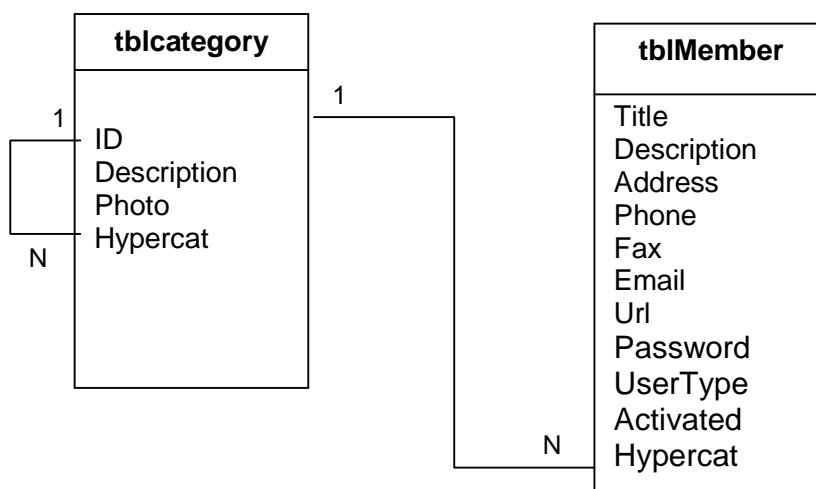 tblcategory
1
ID
Description
Photo
Hypercat
N
1
N
tblMember
Title
Description
Address
Phone
Fax
Email
Url
Password
UserType
Activated
Hypercat